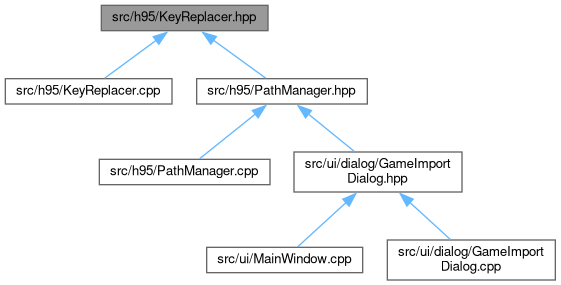 src/h95/KeyReplacer.hpp
src/h95/KeyReplacer.cpp
src/h95/PathManager.hpp
src/h95/PathManager.cpp
src/ui/dialog/GameImport
Dialog.hpp
src/ui/MainWindow.cpp
src/ui/dialog/GameImport
Dialog.cpp